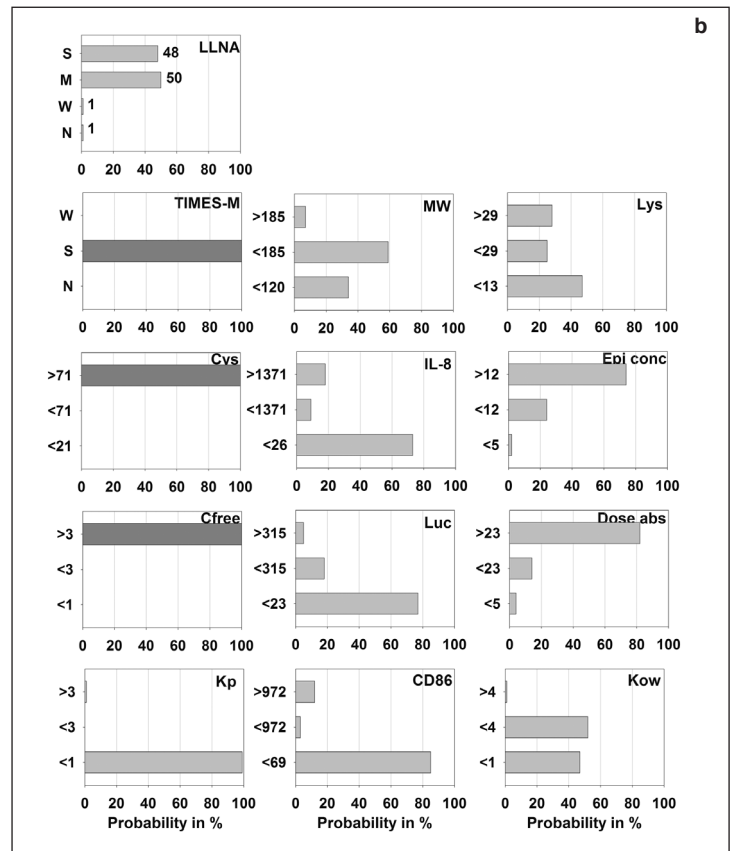 b
LLNA
S 48
M 50
W 1
N 1
0 20 40 60 80 100
TIMES-M
W
S
N
0 20 40 60 80 100
MW
>185
<185
<120
0 20 40 60 80 100
Lys
>29
<29
<13
0 20 40 60 80 100
Cys
>71
<71
<21
0 20 40 60 80 100
IL-8
>1371
<1371
<26
0 20 40 60 80 100
Epi conc
>12
<12
<5
0 20 40 60 80 100
Cfree
>3
<3
<1
0 20 40 60 80 100
Luc
>315
<315
<23
0 20 40 60 80 100
Dose abs
>23
<23
<5
0 20 40 60 80 100
Kp
>3
<3
<1
0 20 40 60 80 100
Probability in %
CD86
>972
<972
<69
0 20 40 60 80 100
Probability in %
Kow
>4
<4
<1
0 20 40 60 80 100
Probability in %